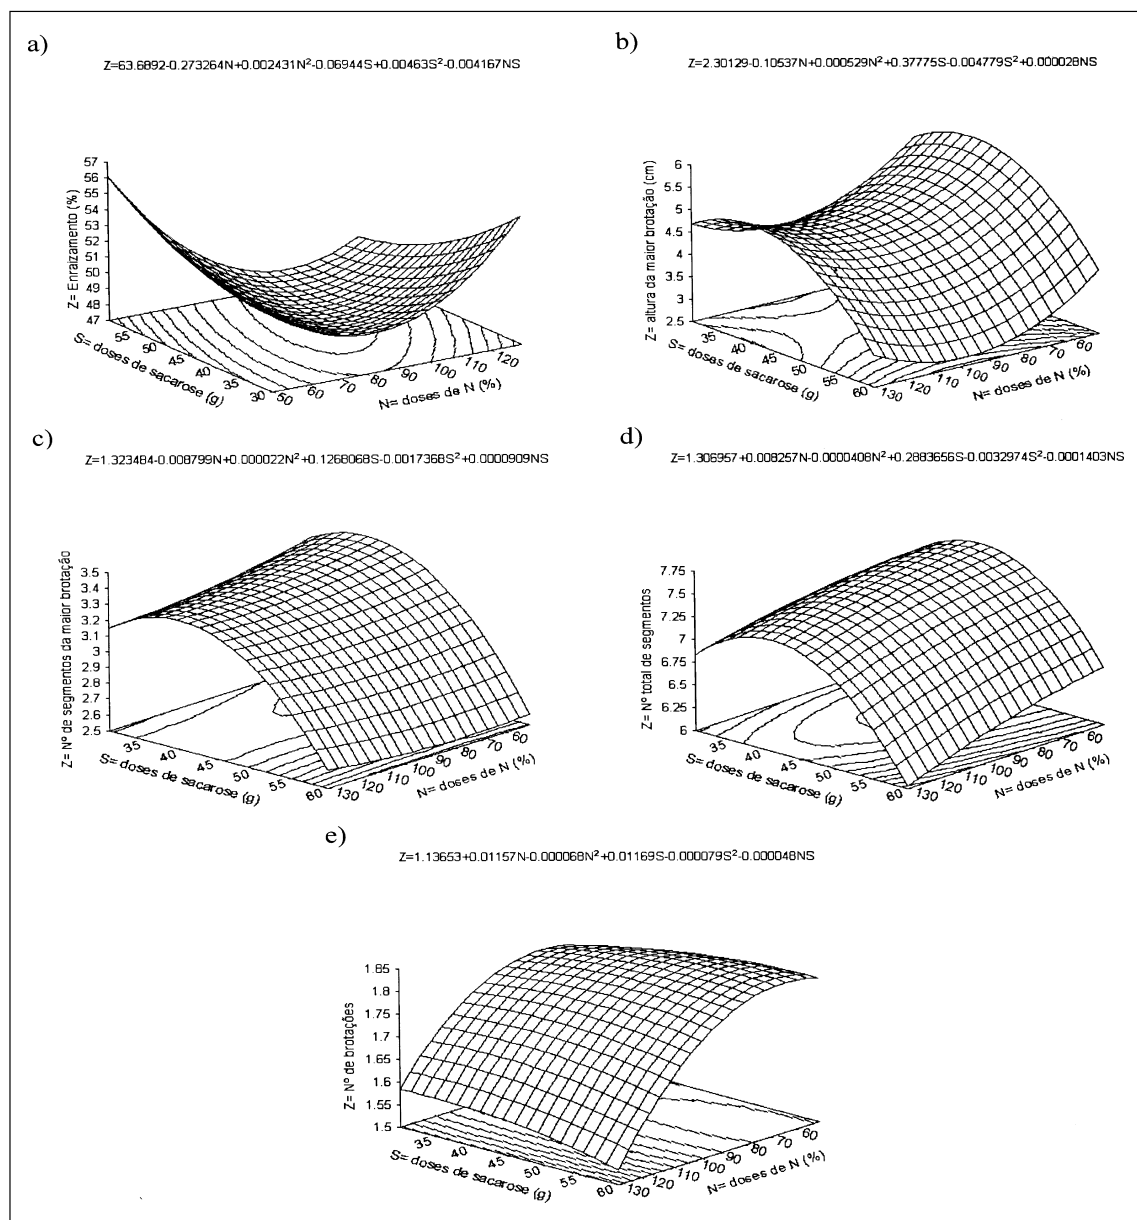 a)
Z=63.6892-0.273264N+0.002431N²-0.06944S+0.00463S²-0.004167NS
Z= Enraizamento (%)
57
56
55
54
53
52
51
50
49
48
47
55 50 45 40 35 30
S= doses de sacarose (g)
50 60 70 80 90 100 110 120
N= doses de N (%)
b)
Z=2.30129-0.10537N+0.000529N²+0.37775S-0.004779S²+0.000028NS
Z= altura da maior brotação (cm)
6
5.5
5
4.5
4
3.5
3
2.5
35 40 45 50 55 60
S= doses de sacarose (g)
130 120 110 100 90 80 70 60
N= doses de N (%)
c)
Z=1.323484-0.008799N+0.000022N²+0.1268068S-0.0017368S²+0.0000909NS
Z= Nº de segmentos da maior brotação
3.5
3.4
3.3
3.2
3.1
3
2.9
2.8
2.7
2.6
2.5
35 40 45 50 55 60
S= doses de sacarose (g)
130 120 110 100 90 80 70 60
N= doses de N (%)
d)
Z=1.306957+0.008257N-0.0000408N²+0.2883656S-0.0032974S²-0.0001403NS
Z= Nº total de segmentos
7.75
7.5
7.25
7
6.75
6.5
6.25
6
35 40 45 50 55 60
S= doses de sacarose (g)
130 120 110 100 90 80 70 60
N= doses de N (%)
e)
Z=1.13653+0.01157N-0.000068N²+0.01169S-0.000079S²-0.000048NS
Z= Nº de brotações
1.85
1.8
1.75
1.7
1.65
1.6
1.55
1.5
35 40 45 50 55 60
S= doses de sacarose (g)
130 120 110 100 90 80 70 60
N= doses de N (%)